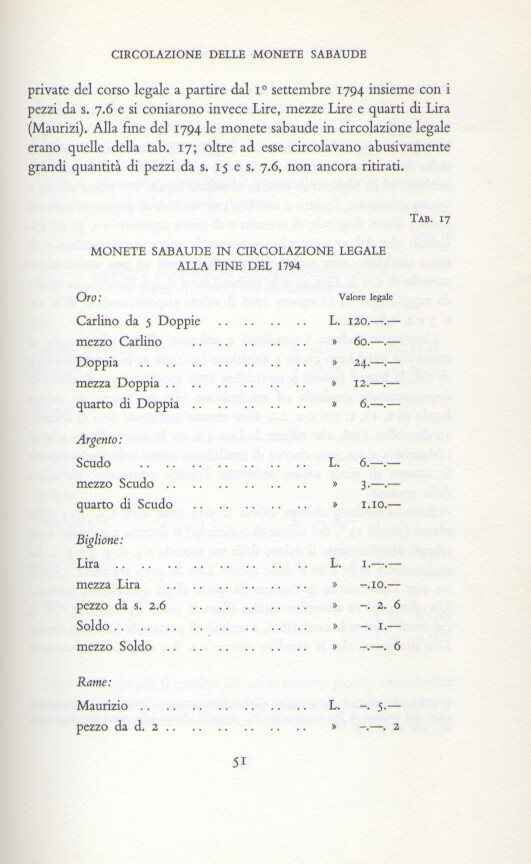 CIRCOLAZIONE DELLE MONETE SABAUDE
private del corso legale a partire dal 1º settembre 1794 insieme con i
pezzi da s. 7.6 e si coniarono invece Lire, mezze Lire e quarti di Lira
(Maurizi). Alla fine del 1794 le monete sabaude in circolazione legale
erano quelle della tab. 17; oltre ad esse circolavano abusivamente
grandi quantità di pezzi da s. 15 e s. 7.6, non ancora ritirati.
TAB. 17
MONETE SABAUDE IN CIRCOLAZIONE LEGALE
ALLA FINE DEL 1794
Oro: Valore legale
Carlino da 5 Doppie .. .. .. .. L. 120.—.—
mezzo Carlino .. .. .. .. .. » 60.—.—
Doppia .. .. .. .. .. .. » 24.—.—
mezza Doppia .. .. .. .. .. .. » 12.—.—
quarto di Doppia .. .. .. .. .. » 6.—.—
Argento:
Scudo .. .. .. .. .. .. L. 6.—.—
mezzo Scudo .. .. .. .. .. .. » 3.—.—
quarto di Scudo .. .. .. .. .. » 1.10.—
Biglione:
Lira .. .. .. .. .. .. .. L. 1.—.—
mezza Lira .. .. .. .. .. .. » —.10.—
pezzo da s. 2.6 .. .. .. .. .. » —. 2. 6
Soldo .. .. .. .. .. .. .. » —. 1.—
mezzo Soldo .. .. .. .. .. .. » —.—. 6
Rame:
Maurizio .. .. .. .. .. .. .. L. —. 5.—
pezzo da d. 2 .. .. .. .. .. .. » —.—. 2
51